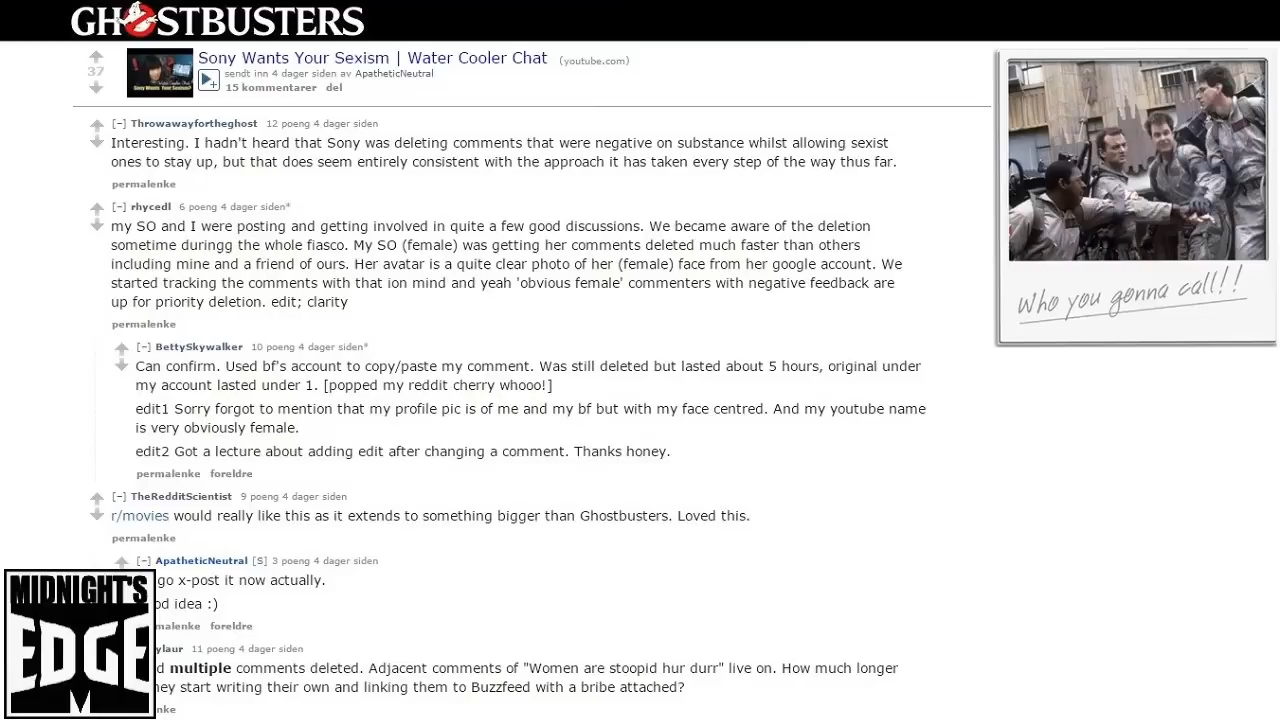 GHOSTBUSTERS
Sony Wants Your Sexism | Water Cooler Chat (youtube.com)
37
sendt inn 4 dager siden av ApatheticNeutral
15 kommentarer del
[-] Throwawayfortheghost 12 poeng 4 dager siden
Interesting. I hadn't heard that Sony was deleting comments that were negative on substance whilst allowing sexist
ones to stay up, but that does seem entirely consistent with the approach it has taken every step of the way thus far.
permalenke
[-] rhycedl 6 poeng 4 dager siden*
my SO and I were posting and getting involved in quite a few good discussions. We became aware of the deletion
sometime duringg the whole fiasco. My SO (female) was getting her comments deleted much faster than others
including mine and a friend of ours. Her avatar is a quite clear photo of her (female) face from her google account. We
started tracking the comments with that ion mind and yeah 'obvious female' commenters with negative feedback are
up for priority deletion. edit; clarity
permalenke
[-] BettySkywalker 10 poeng 4 dager siden*
Can confirm. Used bf's account to copy/paste my comment. Was still deleted but lasted about 5 hours, original under
my account lasted under 1. [popped my reddit cherry whooo!]
edit1 Sorry forgot to mention that my profile pic is of me and my bf but with my face centred. And my youtube name
is very obviously female.
edit2 Got a lecture about adding edit after changing a comment. Thanks honey.
permalenke foreldre
[-] TheRedditScientist 9 poeng 4 dager siden
r/movies would really like this as it extends to something bigger than Ghostbusters. Loved this.
permalenke
[-] ApatheticNeutral [S] 3 poeng 4 dager siden
go x-post it now actually.
idea :)
foreldre
11 poeng 4 dager siden
multiple comments deleted. Adjacent comments of "Women are stoopid hur durr" live on. How much longer
start writing their own and linking them to Buzzfeed with a bribe attached?
Who you gonna call!!
MIDNIGHT'S
EDGE
M